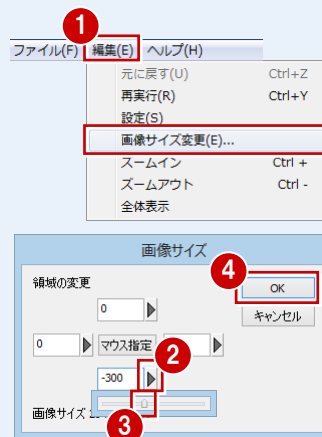 1
ファイル(F) 編集(E) ヘルプ(H)
元に戻す(U) Ctrl+Z
再実行(R) Ctrl+Y
設定(S)
画像サイズ変更(E)...
ズームイン Ctrl +
ズームアウト Ctrl -
全体表示
画像サイズ
4
領域の変更
OK
0
キャンセル
0 マウス指定
2
-300
画像サイズ
3